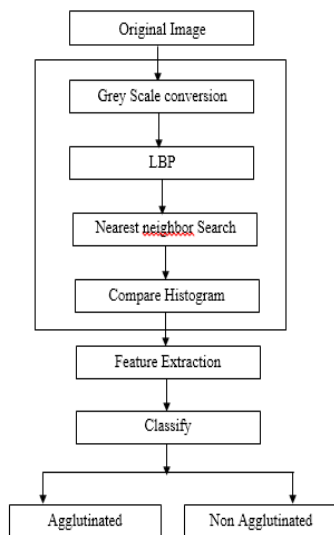 Original Image
Grey Scale conversion
LBP
Nearest neighbor Search
Compare Histogram
Feature Extraction
Classify
Agglutinated
Non Agglutinated